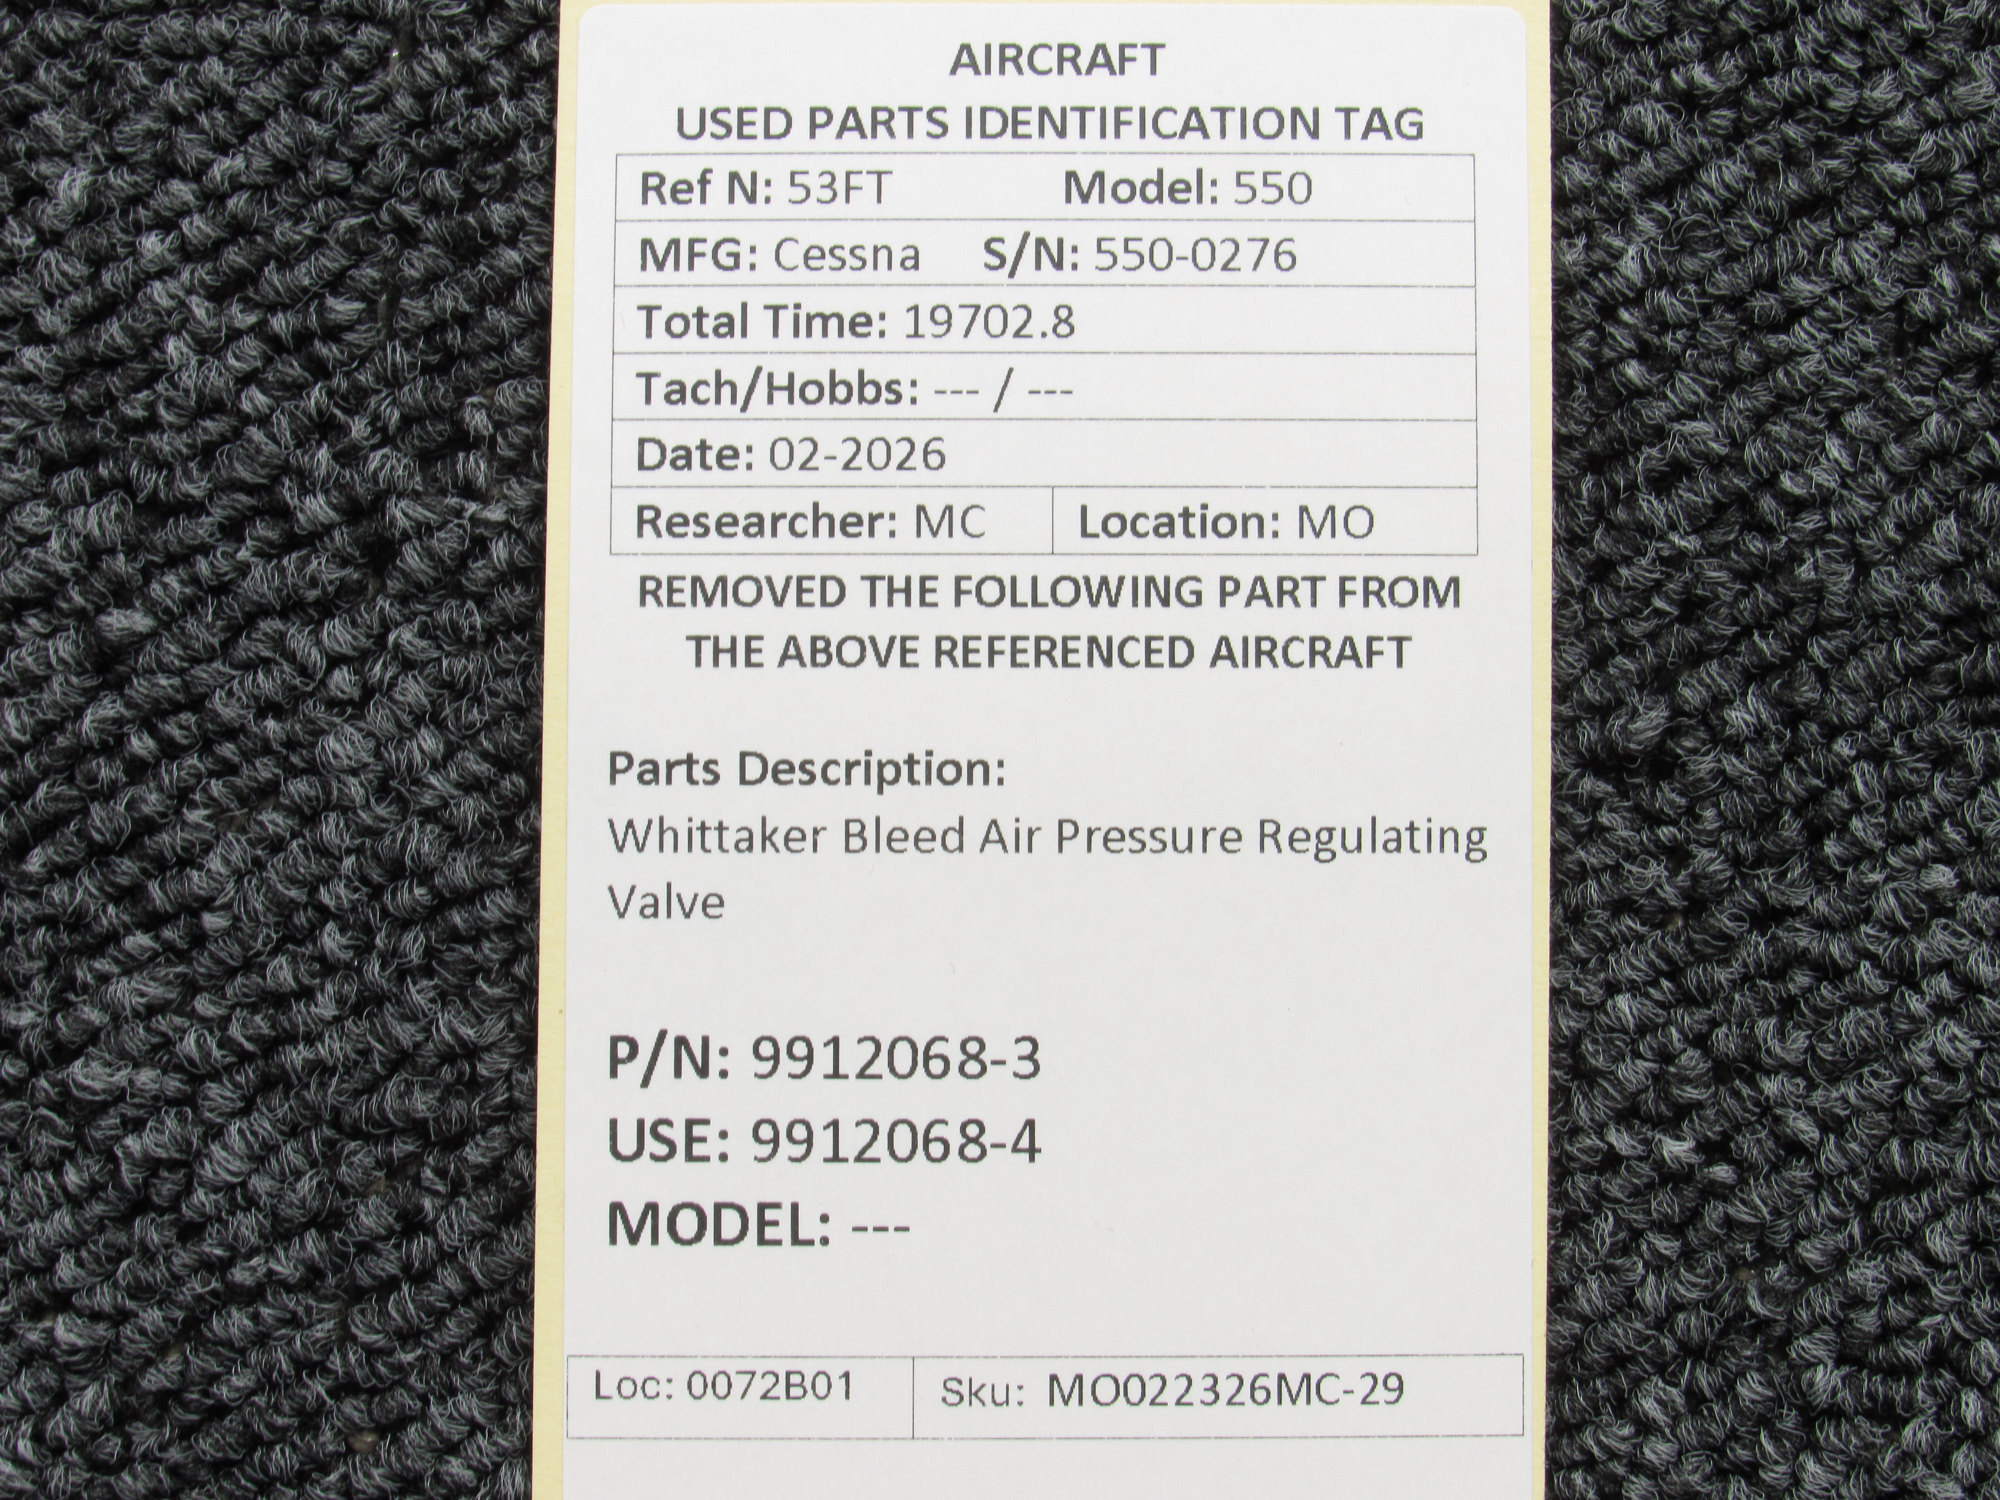 AIRCRAFT
USED PARTS IDENTIFICATION TAG
Ref N: 53FT Model: 550
MFG: Cessna S/N: 550-0276
Total Time: 19702.8
Tach/Hobbs: --- / ---
Date: 02-2026
Researcher: MC Location: MO
REMOVED THE FOLLOWING PART FROM
THE ABOVE REFERENCED AIRCRAFT
Parts Description:
Whittaker Bleed Air Pressure Regulating
Valve
P/N: 9912068-3
USE: 9912068-4
MODEL: ---
Loc: 0072B01 Sku: MO022326MC-29